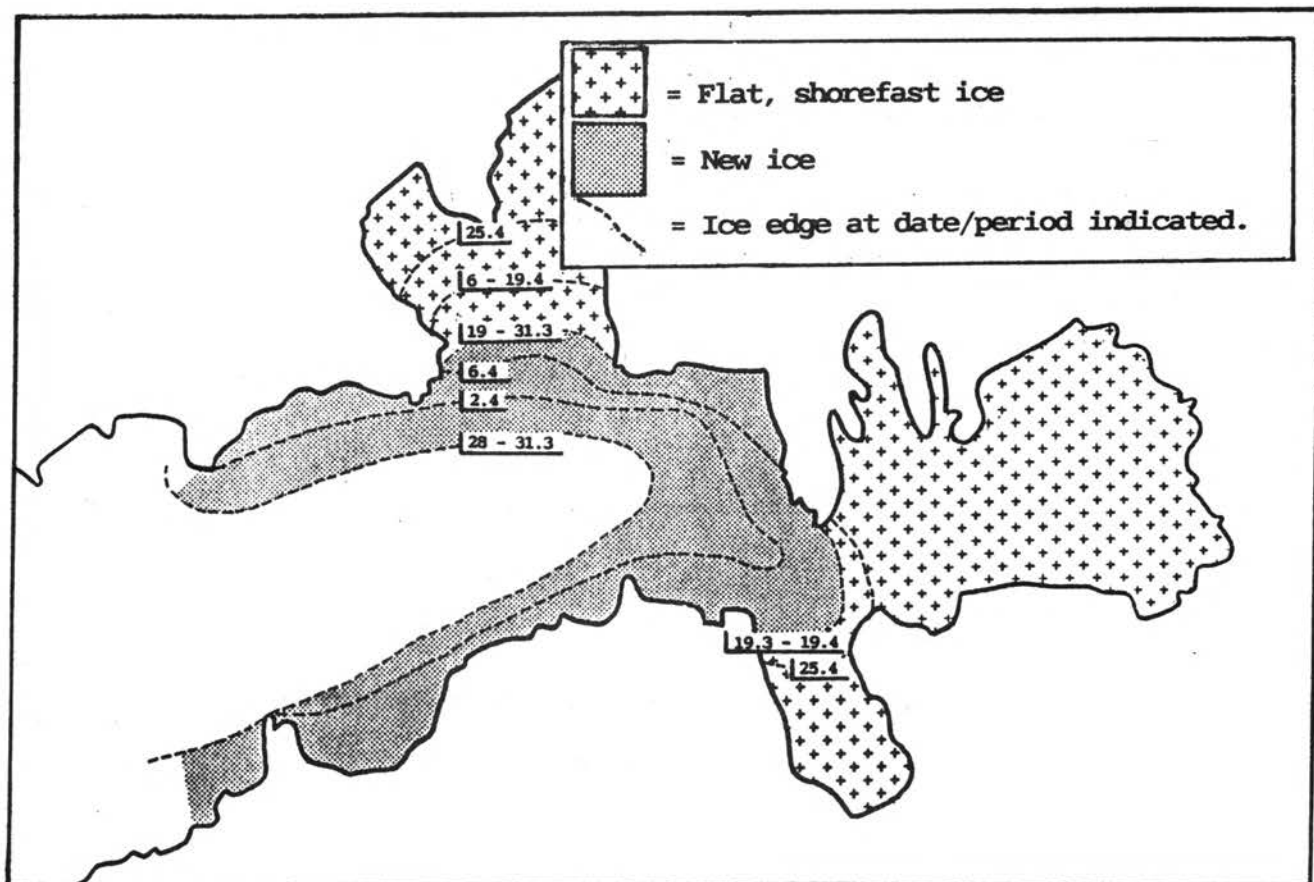 = Flat, shorefast ice
= New ice
= Ice edge at date/period indicated.
25.4
6 - 19.4
19 - 31.3
6.4
2.4
28 - 31.3
19.3 - 19.4
25.4